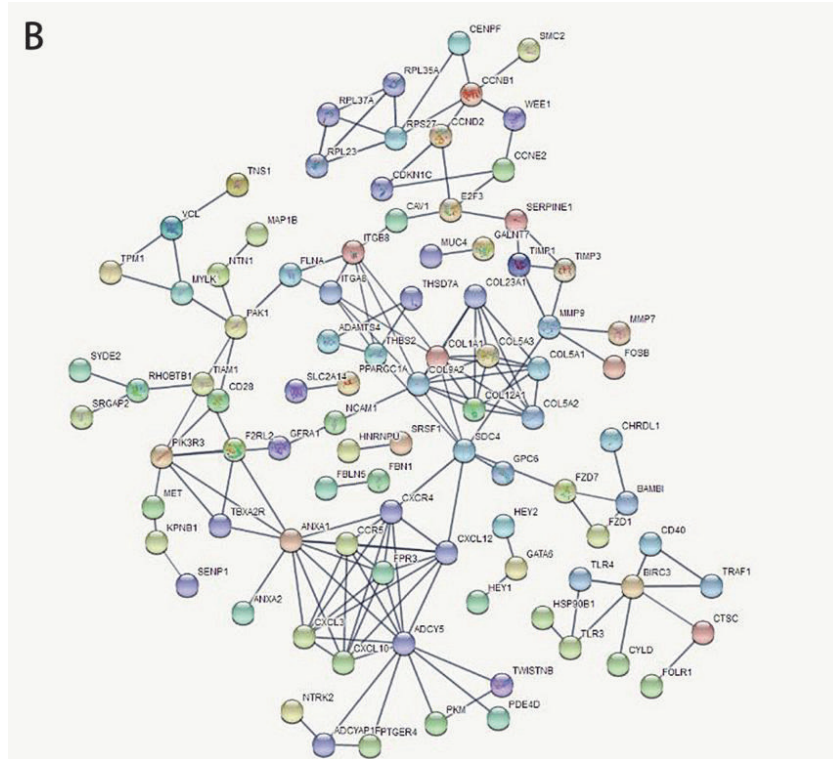 B
CENPF
SMC2
RPL35A
CCNB1
RPL37A
WEE1
RPS27
CCND2
RPL23
CCNE2
TNS1
CDKN1C
E2F3
CAV1
SERPINE1
VCL
MAP1B
ITGB8
GALNT7
MUC4
TIMP1
TIMP3
TPM1
NTN1
FLNA
MYLK
ITGA8
THSD7A
COL23A1
PAK1
MMP9
MMP7
ADAMTS4
THBS2
COL1A1
COL5A3
COL5A1
FOSB
SYDE2
RHOBTB1
TIAM1
PPARGC1A
SLC2A14
COL9A2
CD28
COL12A1
COL5A2
SRGAP2
NCAM1
F2RL2
GFRA1
HNRNPU
SRSF1
SDC4
CHRDL1
PIK3R3
FBLN5
FBN1
GPC6
FZD7
BAMBI
MET
TBXA2R
CXCR4
FZD1
KPNB1
ANXA1
CCR5
CXCL12
HEY2
CD40
SENP1
FPR3
GATA6
TLR4
BIRC3
TRAF1
ANXA2
HEY1
HSP90B1
CXCL3
ADCY5
TLR3
CTSC
CXCL10
CYLD
FOLR1
TWISTNB
NTRK2
PKM
PDE4D
PTGER4